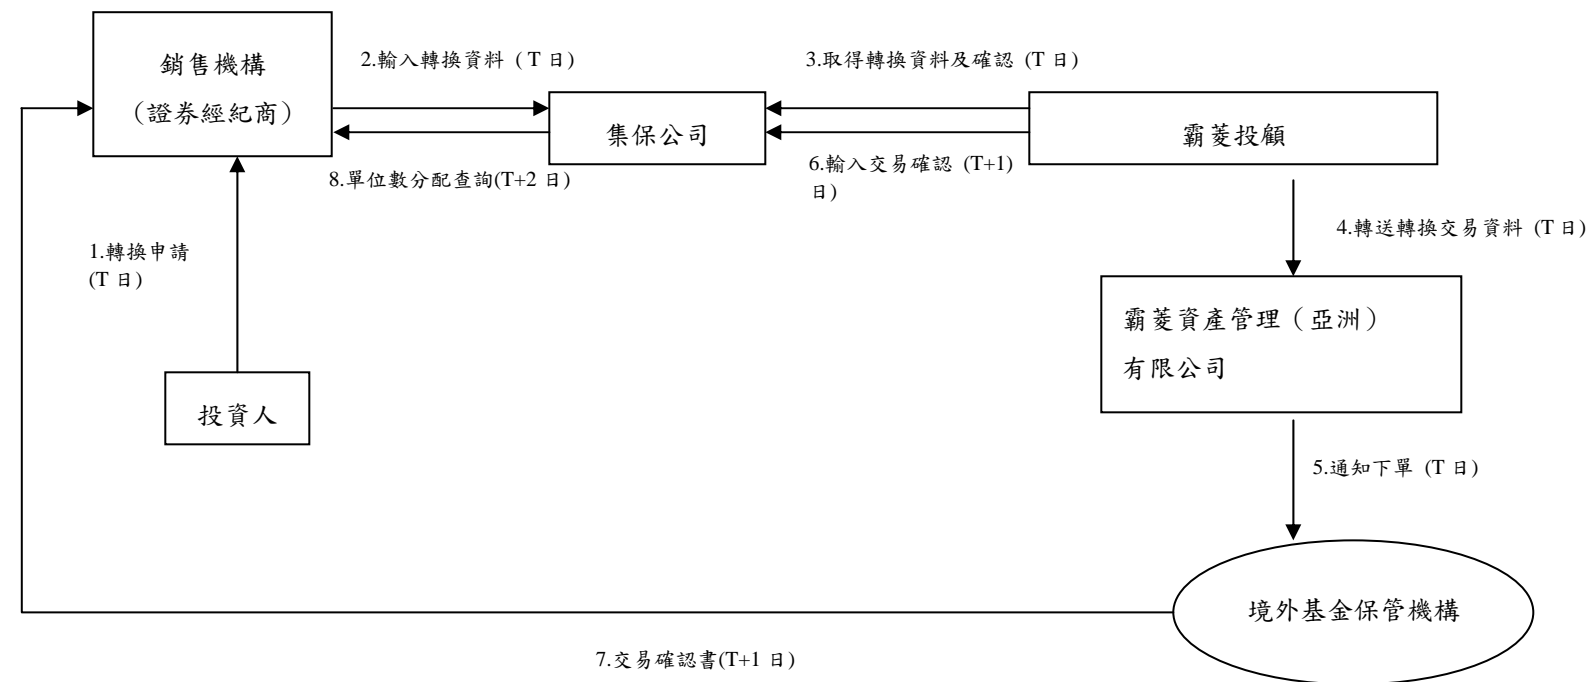 銷售機構
（證券經紀商）
2.輸入轉換資料 ( T 日)
3.取得轉換資料及確認 (T 日)
集保公司
霸菱投顧
8.單位數分配查詢(T+2 日)
6.輸入交易確認 (T+1)
日)
1.轉換申請
(T 日)
4.轉送轉換交易資料 (T 日)
霸菱資產管理（亞洲）
有限公司
投資人
5.通知下單 (T 日)
境外基金保管機構
7.交易確認書(T+1 日)